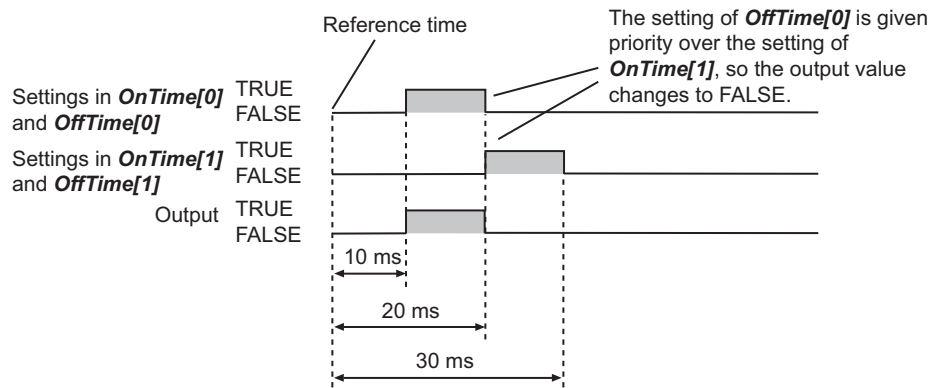 Reference time
The setting of OffTime[0] is given
priority over the setting of
OnTime[1], so the output value
changes to FALSE.
Settings in OnTime[0]
and OffTime[0]
TRUE
FALSE
Settings in OnTime[1]
and OffTime[1]
TRUE
FALSE
Output
TRUE
FALSE
10 ms
20 ms
30 ms